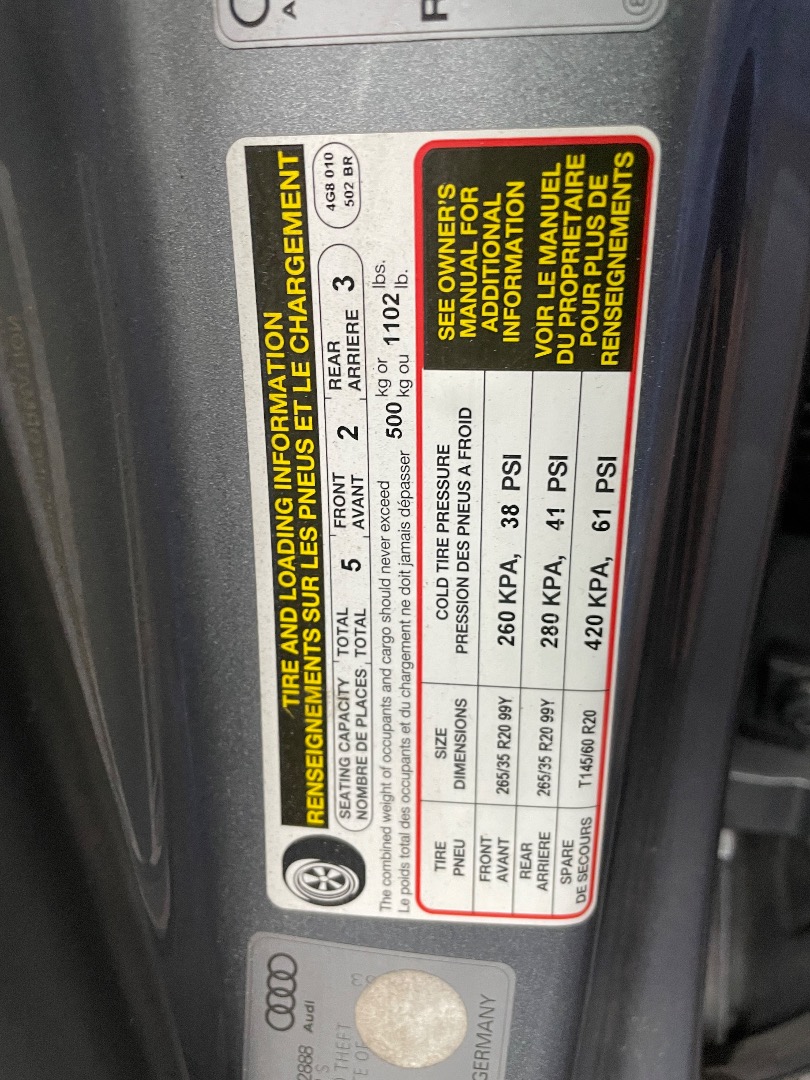 TIRE AND LOADING INFORMATION
RENSEIGNEMENTS SUR LES PNEUS ET LE CHARGEMENT
SEATING CAPACITY TOTAL 5 FRONT 2 REAR 3
NOMBRE DE PLACES TOTAL AVANT ARRIERE
4G8 010
502 BR
The combined weight of occupants and cargo should never exceed 500 kg or 1102 lbs.
Le poids total des occupants et du chargement ne doit jamais dépasser kg ou lb.
TIRE SIZE COLD TIRE PRESSURE
PNEU DIMENSIONS PRESSION DES PNEUS A FROID
FRONT
AVANT 265/35 R20 99Y 260 KPA, 38 PSI
REAR
ARRIERE 265/35 R20 99Y 280 KPA, 41 PSI
SPARE
DE SECOURS T145/60 R20 420 KPA, 61 PSI
SEE OWNER'S
MANUAL FOR
ADDITIONAL
INFORMATION
VOIR LE MANUEL
DU PROPRIETAIRE
POUR PLUS DE
RENSEIGNEMENTS
2888 Audi
THEFT
GERMANY